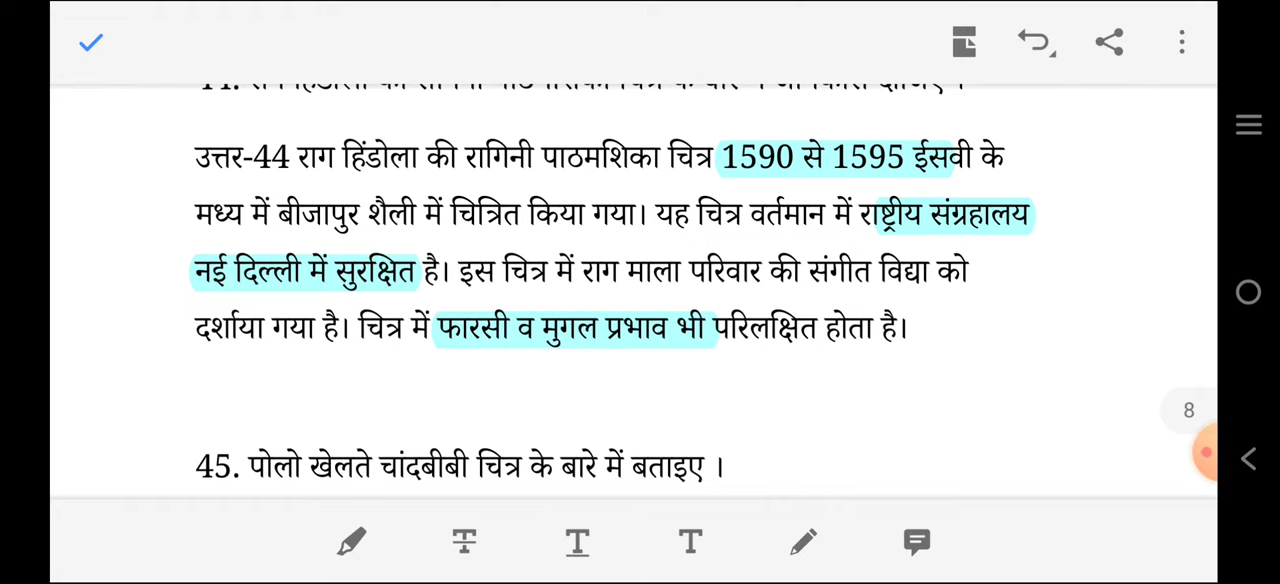 उत्तर-44 राग हिंडोला की रागिनी पाठमशिका चित्र 1590 से 1595 ईसवी के
मध्य में बीजापुर शैली में चित्रित किया गया। यह चित्र वर्तमान में राष्ट्रीय संग्रहालय
नई दिल्ली में सुरक्षित है। इस चित्र में राग माला परिवार की संगीत विद्या को
दर्शाया गया है। चित्र में फारसी व मुगल प्रभाव भी परिलक्षित होता है।
8
45. पोलो खेलते चांदबीबी चित्र के बारे में बताइए ।